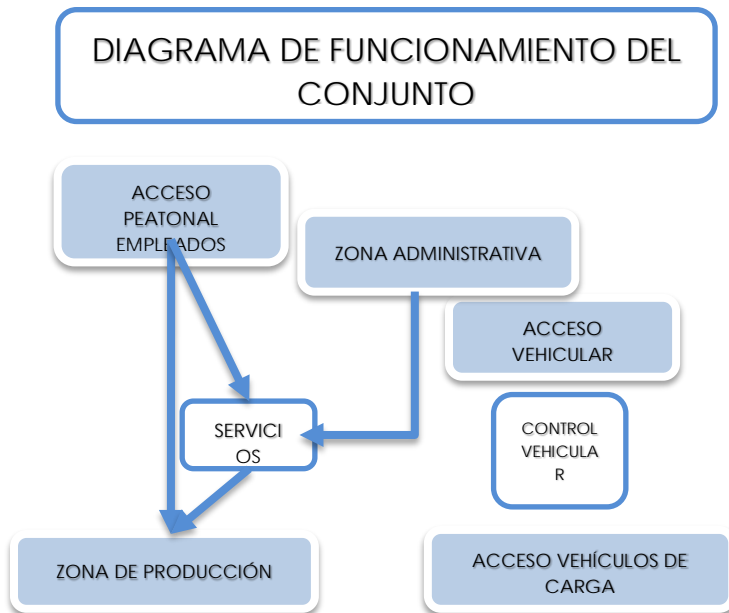 DIAGRAMA DE FUNCIONAMIENTO DEL
CONJUNTO
ACCESO
PEATONAL
EMPLEADOS
ZONA ADMINISTRATIVA
ACCESO
VEHICULAR
SERVICI
OS
CONTROL
VEHICULA
R
ZONA DE PRODUCCIÓN
ACCESO VEHÍCULOS DE
CARGA